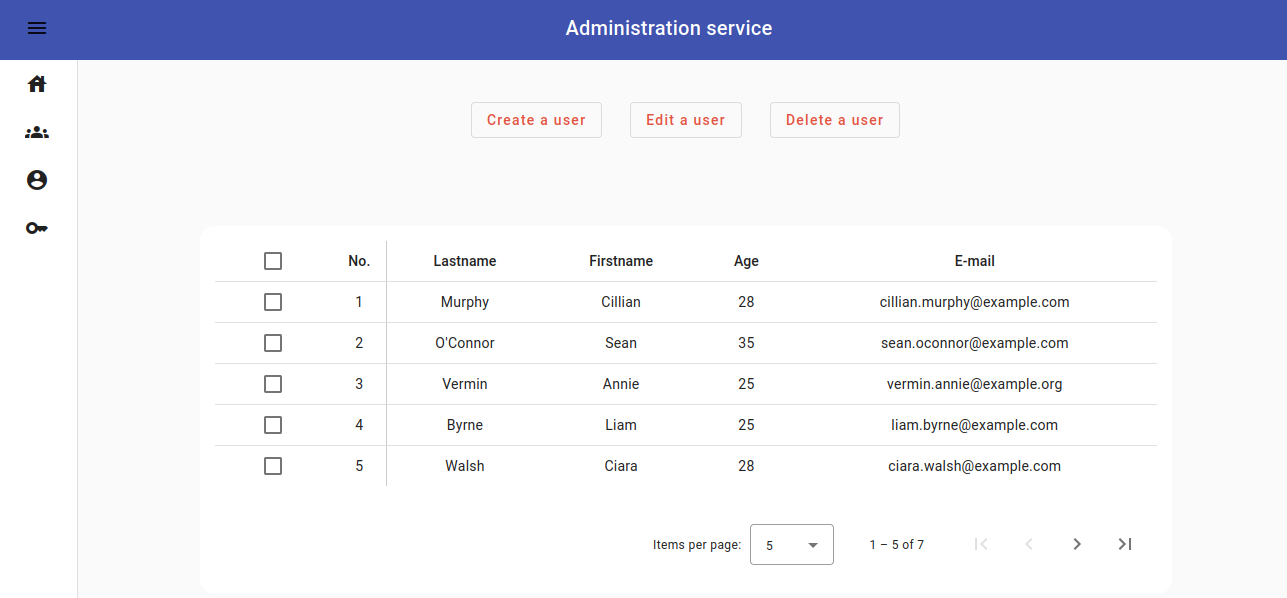 Administration service
Create a user Edit a user Delete a user
No. Lastname Firstname Age E-mail
1 Murphy Cillian 28 cillian.murphy@example.com
2 O'Connor Sean 35 sean.oconnor@example.com
3 Vermin Annie 25 vermin.annie@example.org
4 Byrne Liam 25 liam.byrne@example.com
5 Walsh Ciara 28 ciara.walsh@example.com
Items per page: 5 1 – 5 of 7